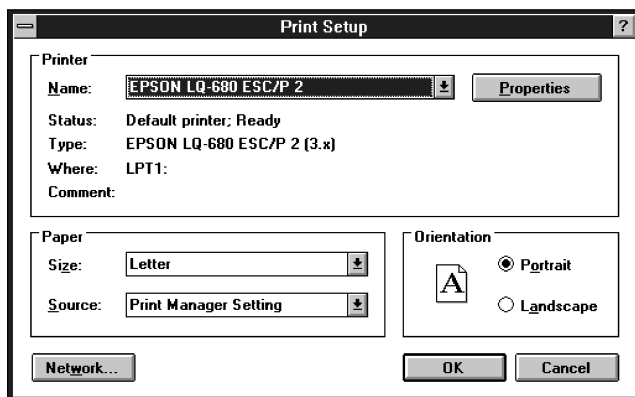 Print Setup ?
Printer
Name: EPSON LQ-680 ESC/P 2 Properties
Status: Default printer; Ready
Type: EPSON LQ-680 ESC/P 2 (3.x)
Where: LPT1:
Comment:
Paper
Size: Letter
Source: Print Manager Setting
Orientation
A
Portrait
Landscape
Network... OK Cancel